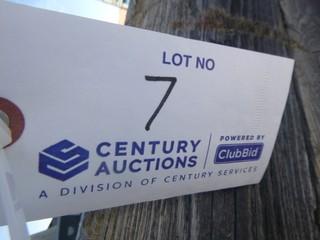 LOT NO
7
CENTURY
AUCTIONS
POWERED BY
ClubBid
A DIVISION OF CENTURY SERVICES